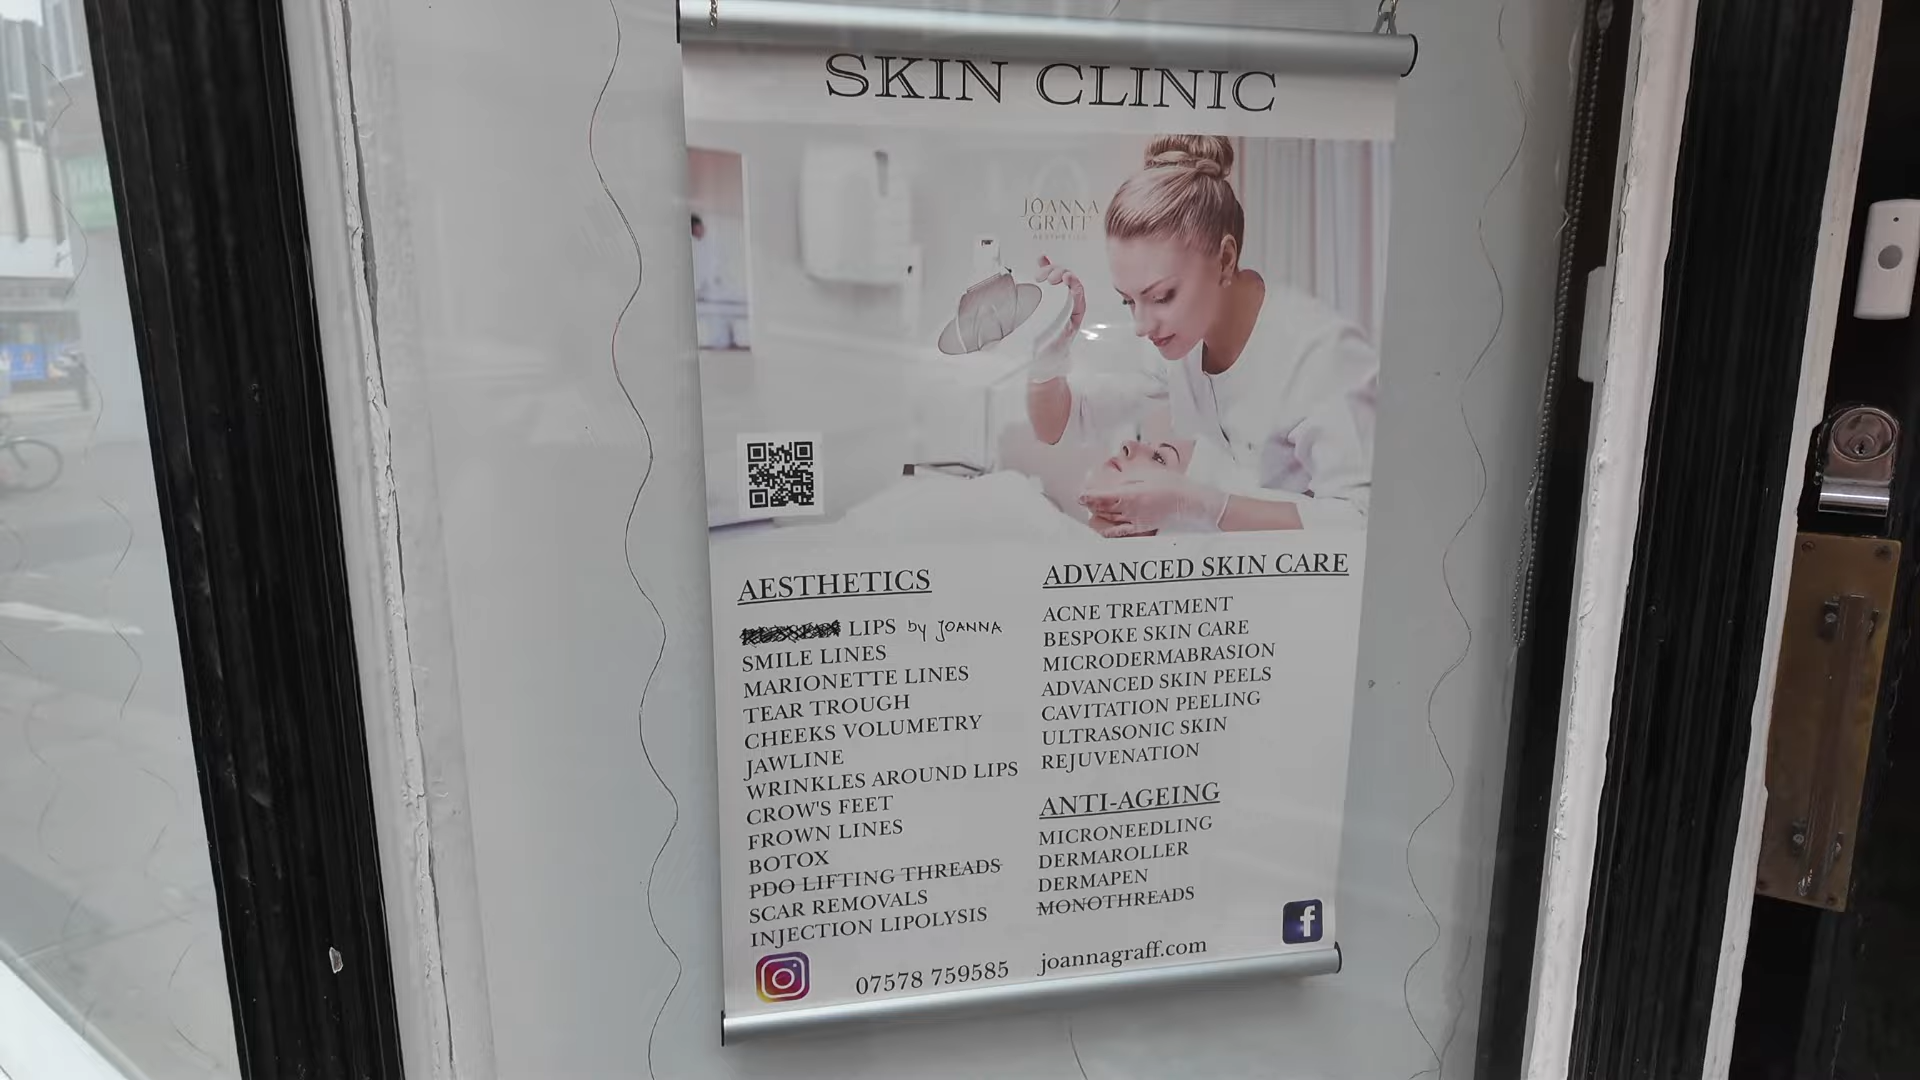 SKIN CLINIC
JOANNA
GRAFF
AESTHETICS
AESTHETICS
LIPS by JOANNA
SMILE LINES
MARIONETTE LINES
TEAR TROUGH
CHEEKS VOLUMETRY
JAWLINE
WRINKLES AROUND LIPS
CROW'S FEET
FROWN LINES
BOTOX
PDO LIFTING THREADS
SCAR REMOVALS
INJECTION LIPOLYSIS
ADVANCED SKIN CARE
ACNE TREATMENT
BESPOKE SKIN CARE
MICRODERMABRASION
ADVANCED SKIN PEELS
CAVITATION PEELING
ULTRASONIC SKIN
REJUVENATION
ANTI-AGEING
MICRONEEDLING
DERMAROLLER
DERMAPEN
MONOTHREADS
07578 759585
joannagraff.com